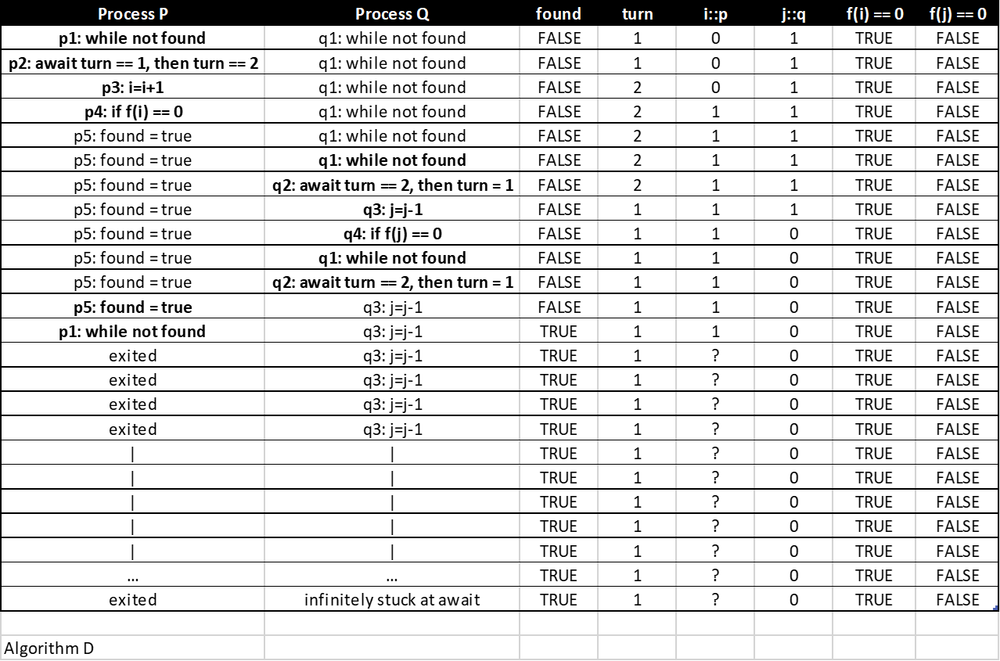 Process P Process Q found turn i::p j::q f(i) == 0 f(j) == 0
p1: while not found q1: while not found FALSE 1 0 1 TRUE FALSE
p2: await turn == 1, then turn == 2 q1: while not found FALSE 1 0 1 TRUE FALSE
p3: i=i+1 q1: while not found FALSE 2 0 1 TRUE FALSE
p4: if f(i) == 0 q1: while not found FALSE 2 1 1 TRUE FALSE
p5: found = true q1: while not found FALSE 2 1 1 TRUE FALSE
p5: found = true q1: while not found FALSE 2 1 1 TRUE FALSE
p5: found = true q2: await turn == 2, then turn = 1 FALSE 2 1 1 TRUE FALSE
p5: found = true q3: j=j-1 FALSE 1 1 1 TRUE FALSE
p5: found = true q4: if f(j) == 0 FALSE 1 1 0 TRUE FALSE
p5: found = true q1: while not found FALSE 1 1 0 TRUE FALSE
p5: found = true q2: await turn == 2, then turn = 1 FALSE 1 1 0 TRUE FALSE
p5: found = true q3: j=j-1 FALSE 1 1 0 TRUE FALSE
p1: while not found q3: j=j-1 TRUE 1 1 0 TRUE FALSE
exited q3: j=j-1 TRUE 1 ? 0 TRUE FALSE
exited q3: j=j-1 TRUE 1 ? 0 TRUE FALSE
exited q3: j=j-1 TRUE 1 ? 0 TRUE FALSE
exited q3: j=j-1 TRUE 1 ? 0 TRUE FALSE
| | TRUE 1 ? 0 TRUE FALSE
| | TRUE 1 ? 0 TRUE FALSE
| | TRUE 1 ? 0 TRUE FALSE
| | TRUE 1 ? 0 TRUE FALSE
| | TRUE 1 ? 0 TRUE FALSE
... ... TRUE 1 ? 0 TRUE FALSE
exited infinitely stuck at await TRUE 1 ? 0 TRUE FALSE
Algorithm D